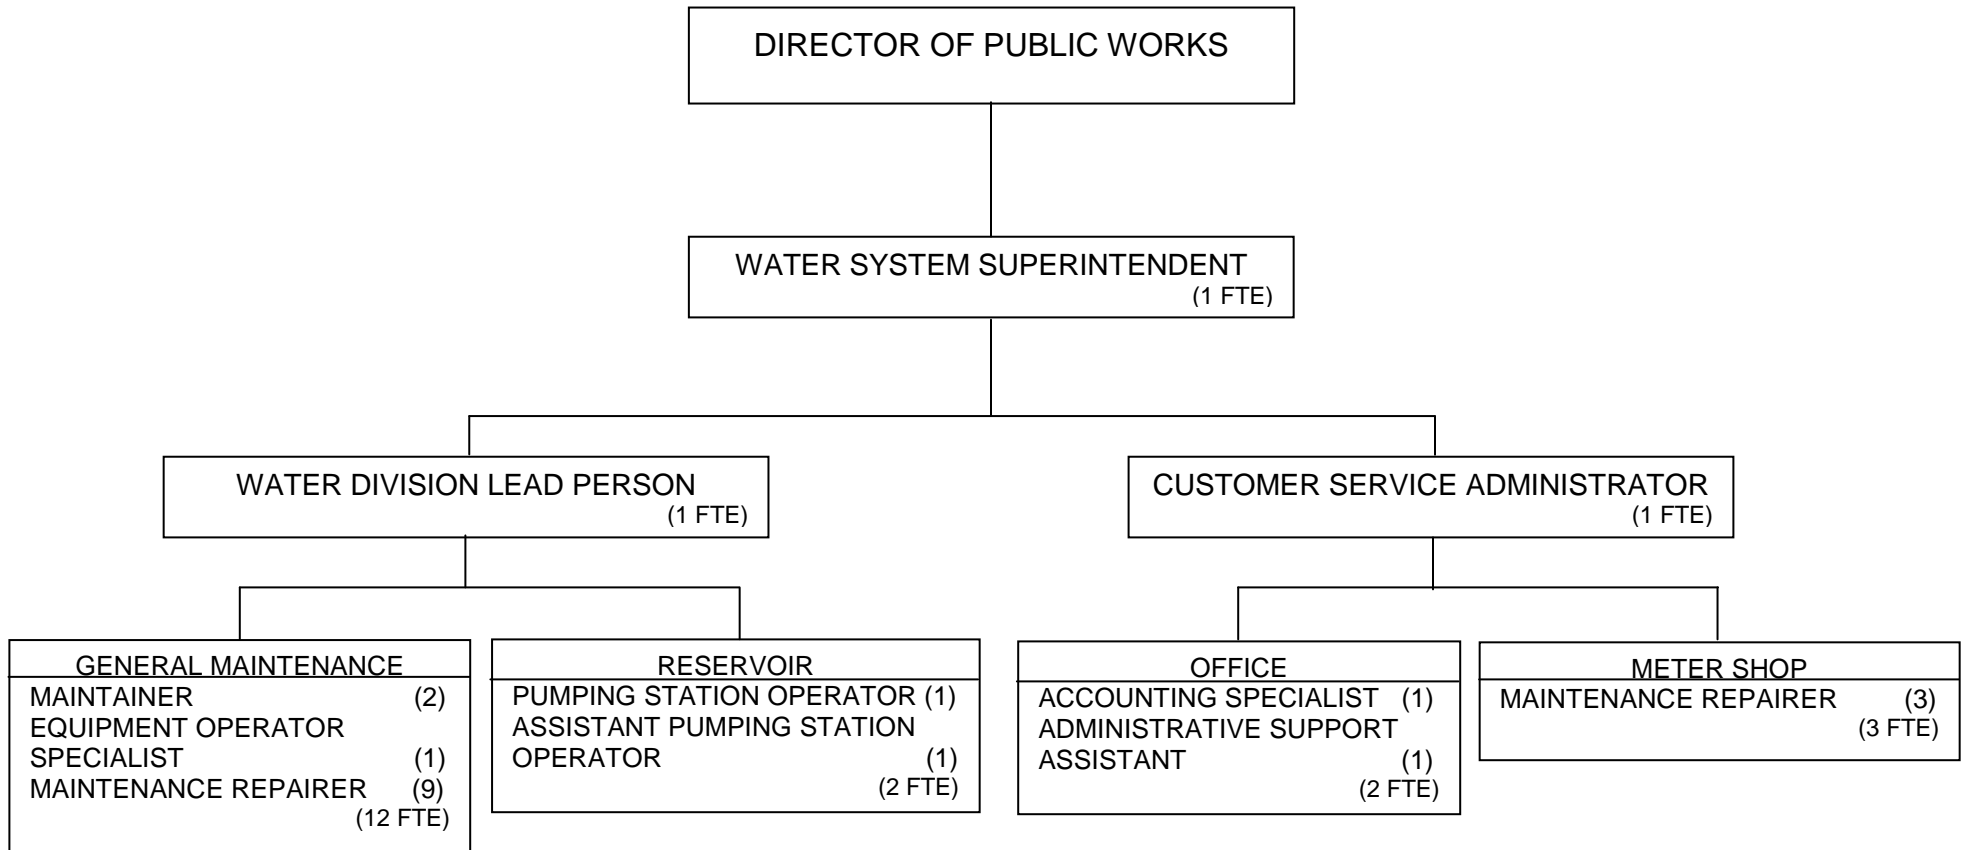 DIRECTOR OF PUBLIC WORKS
WATER SYSTEM SUPERINTENDENT
(1 FTE)
WATER DIVISION LEAD PERSON
(1 FTE)
CUSTOMER SERVICE ADMINISTRATOR
(1 FTE)
GENERAL MAINTENANCE
MAINTAINER (2)
EQUIPMENT OPERATOR
SPECIALIST (1)
MAINTENANCE REPAIRER (9)
(12 FTE)
RESERVOIR
PUMPING STATION OPERATOR (1)
ASSISTANT PUMPING STATION
OPERATOR (1)
(2 FTE)
OFFICE
ACCOUNTING SPECIALIST (1)
ADMINISTRATIVE SUPPORT
ASSISTANT (1)
(2 FTE)
METER SHOP
MAINTENANCE REPAIRER (3)
(3 FTE)